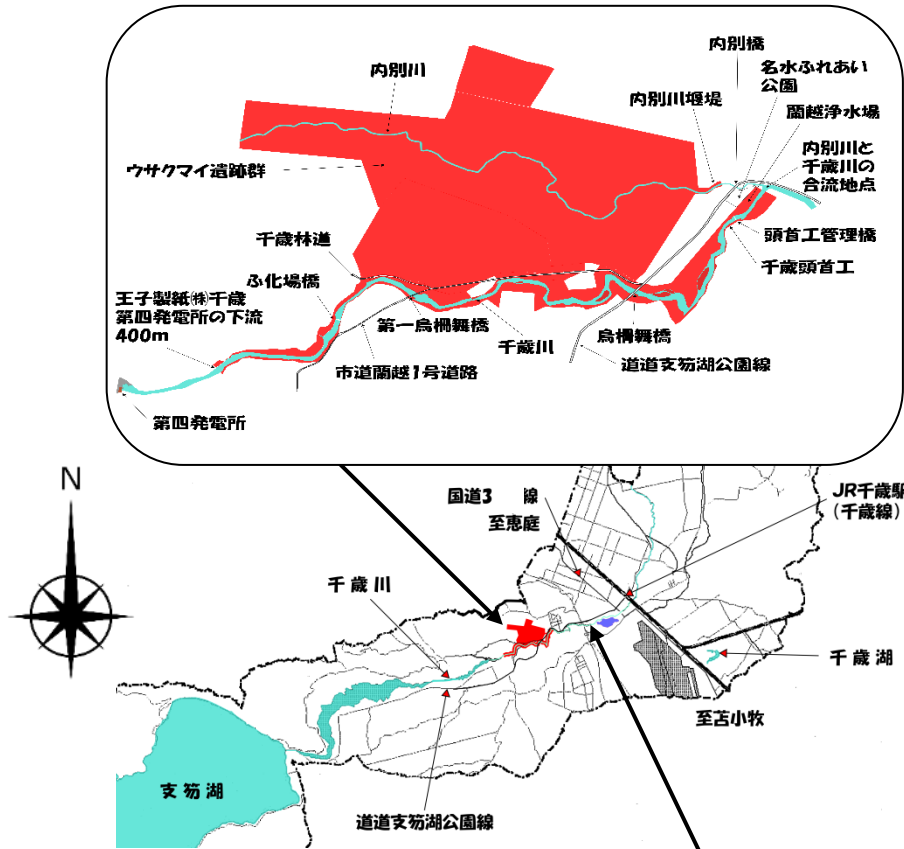 内別橋
内別川
名水ふれあい
公園
内別川堰堤
蘭越浄水場
内別川と
千歳川の
合流地点
ウサクマイ遺跡群
頭首工管理橋
千歳林道
千歳頭首工
ふ化場橋
王子製紙㈱千歳
第四発電所の下流
400m
第一烏柵舞橋
烏柵舞橋
千歳川
道道支笏湖公園線
市道蘭越1号道路
第四発電所
N
国道3 線
JR千歳駅
(千歳線)
至恵庭
千歳川
千歳湖
至苫小牧
支笏湖
道道支笏湖公園線